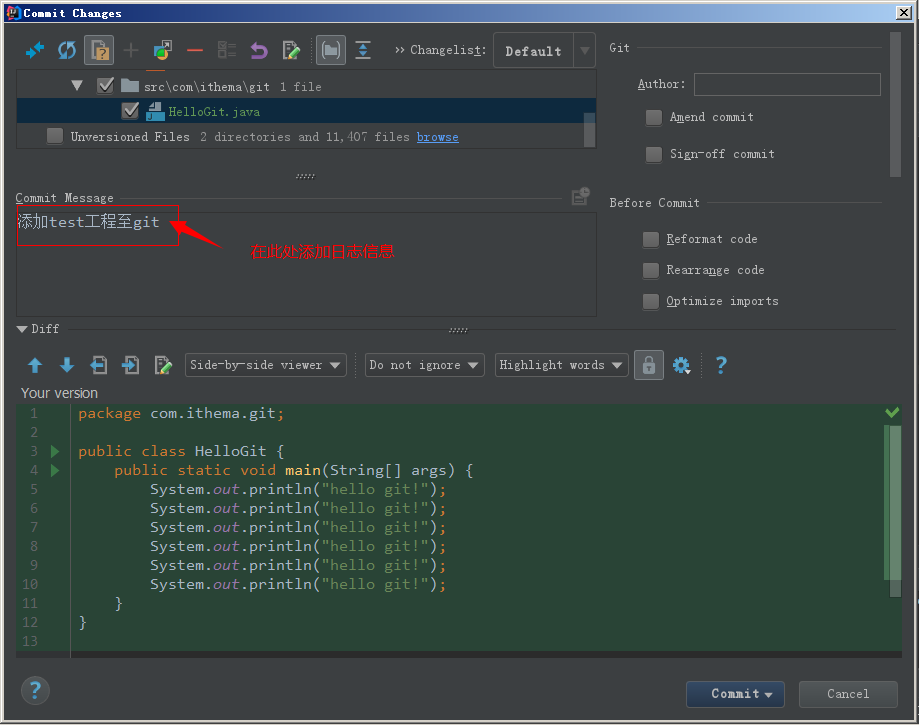 Commit Changes
>> Changelist: Default
src\com\ithema\git 1 file
HelloGit.java
Unversioned Files 2 directories and 11,407 files browse
Git
Author:
Amend commit
Sign-off commit
Commit Message
添加test工程至git
在此处添加日志信息
Before Commit
Reformat code
Rearrange code
Optimize imports
Diff
Side-by-side viewer Do not ignore Highlight words ?
Your version
1 package com.ithema.git;
2
3 public class HelloGit {
4 public static void main(String[] args) {
5 System.out.println("hello git!");
6 System.out.println("hello git!");
7 System.out.println("hello git!");
8 System.out.println("hello git!");
9 System.out.println("hello git!");
10 System.out.println("hello git!");
11 }
12 }
13
? Commit Cancel